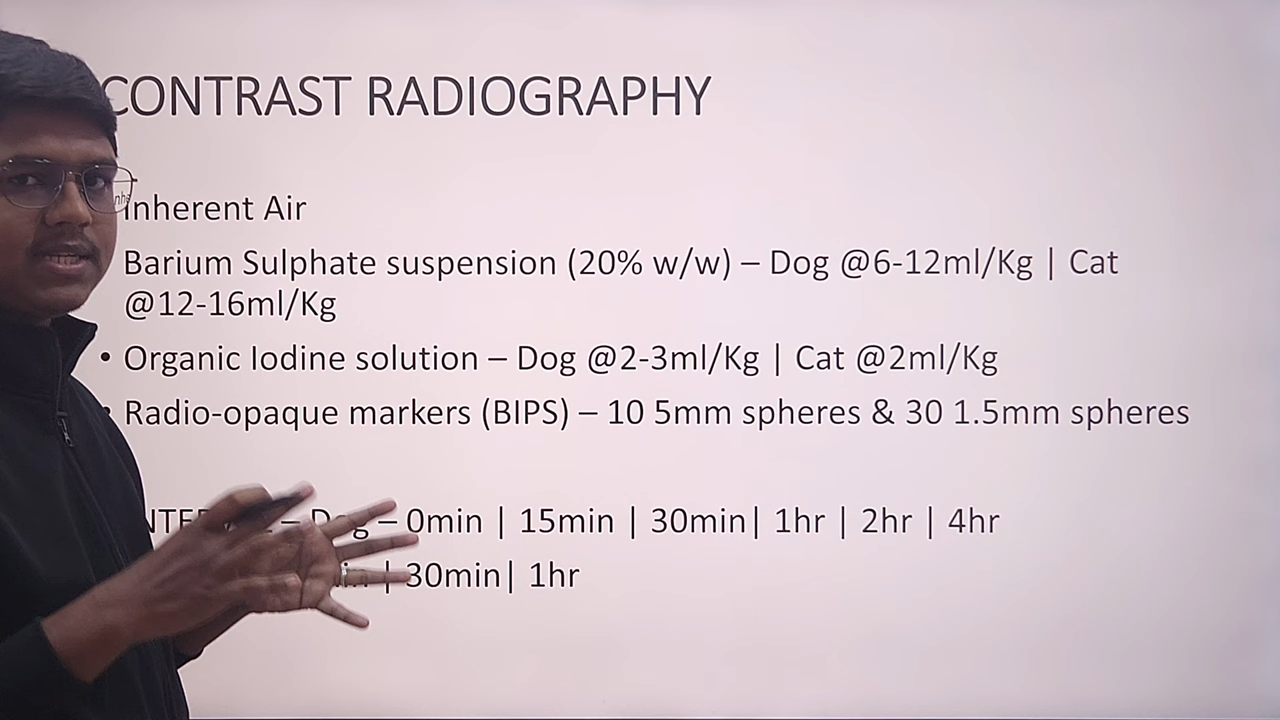 CONTRAST RADIOGRAPHY
Inherent Air
Barium Sulphate suspension (20% w/w) – Dog @6-12ml/Kg | Cat
@12-16ml/Kg
• Organic Iodine solution – Dog @2-3ml/Kg | Cat @2ml/Kg
• Radio-opaque markers (BIPS) – 10 5mm spheres & 30 1.5mm spheres
– Dog – 0min | 15min | 30min| 1hr | 2hr | 4hr
| 30min| 1hr